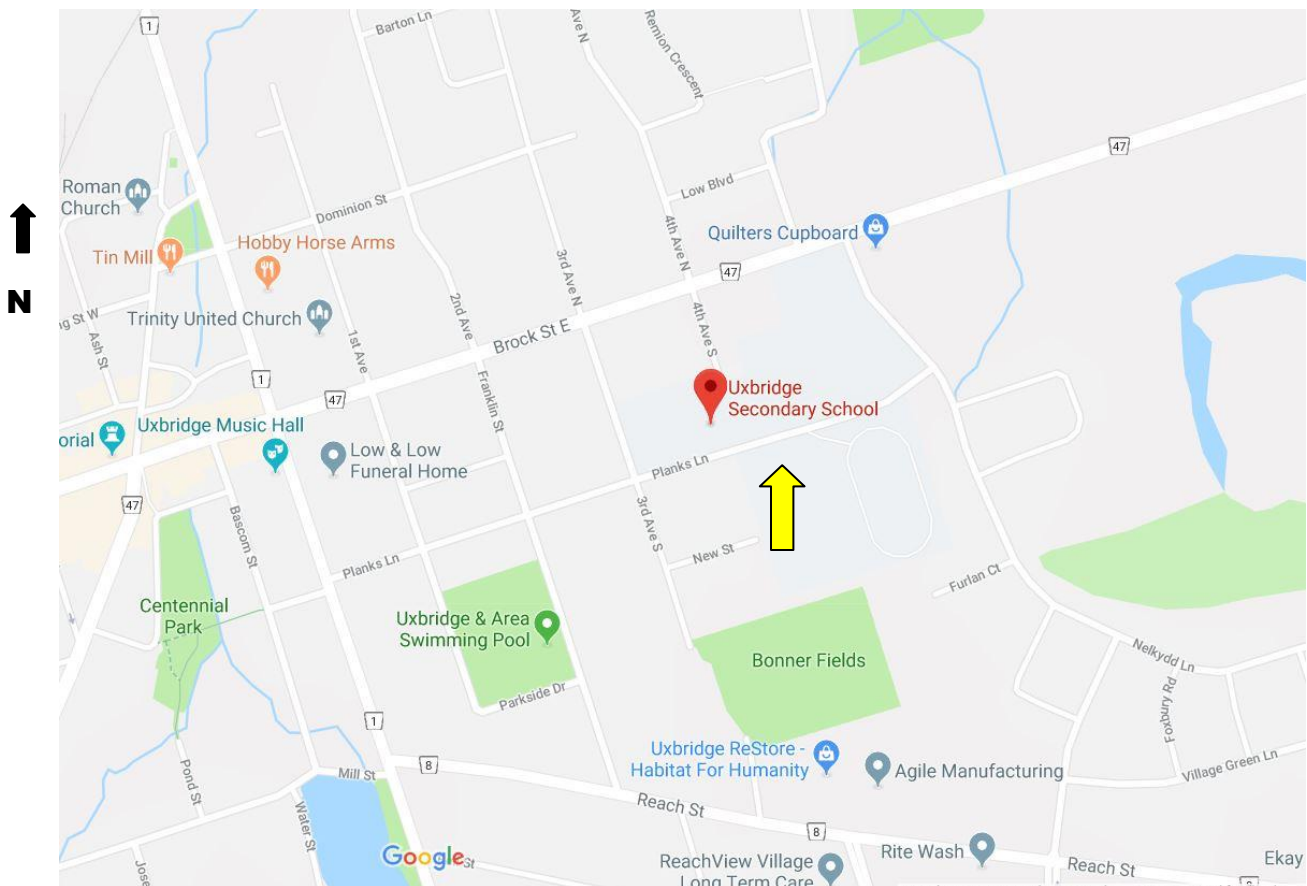 1
Barton Ln
Ave N
Remion Crescent
47
Roman
Church
Low Blvd
Dominion St
4th Ave N
Tin Mill
Hobby Horse Arms
Quilters Cupboard
3rd Ave N
47
N
St W
Trinity United Church
2nd Ave
Ash St
1st Ave
Brock St E
4th Ave S
1
47
Franklin St
Uxbridge
Secondary School
orial
Uxbridge Music Hall
Low & Low
Funeral Home
Planks Ln
47
Bascom St
3rd Ave S
New St
Planks Ln
Furlan Ct
Centennial
Park
Uxbridge & Area
Swimming Pool
Bonner Fields
Nelkydd Ln
Parkside Dr
Foxbury Rd
1
Uxbridge ReStore -
Habitat For Humanity
Pond St
Mill St
8
Agile Manufacturing
Village Green Ln
Water St
Reach St
8
Google
St
ReachView Village
Long Term Care
Rite Wash
Reach St
Ekay
8